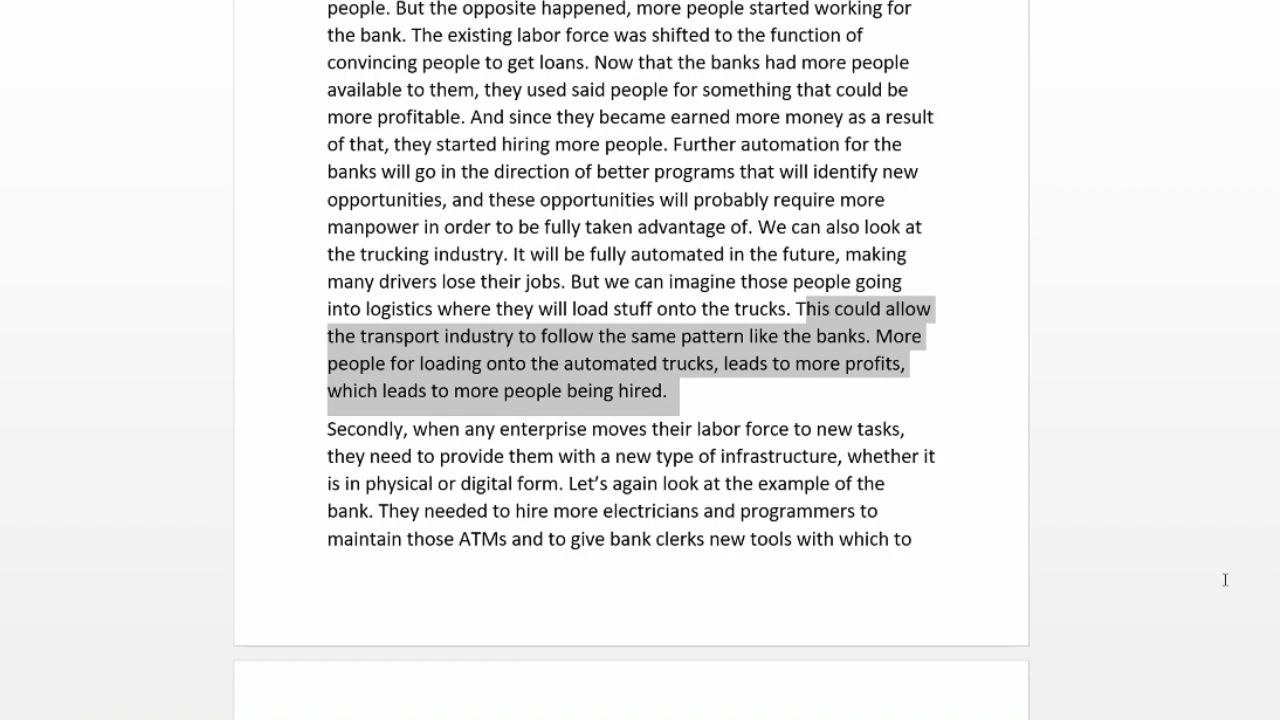 people. But the opposite happened, more people started working for
the bank. The existing labor force was shifted to the function of
convincing people to get loans. Now that the banks had more people
available to them, they used said people for something that could be
more profitable. And since they became earned more money as a result
of that, they started hiring more people. Further automation for the
banks will go in the direction of better programs that will identify new
opportunities, and these opportunities will probably require more
manpower in order to be fully taken advantage of. We can also look at
the trucking industry. It will be fully automated in the future, making
many drivers lose their jobs. But we can imagine those people going
into logistics where they will load stuff onto the trucks. This could allow
the transport industry to follow the same pattern like the banks. More
people for loading onto the automated trucks, leads to more profits,
which leads to more people being hired.
Secondly, when any enterprise moves their labor force to new tasks,
they need to provide them with a new type of infrastructure, whether it
is in physical or digital form. Let’s again look at the example of the
bank. They needed to hire more electricians and programmers to
maintain those ATMs and to give bank clerks new tools with which to